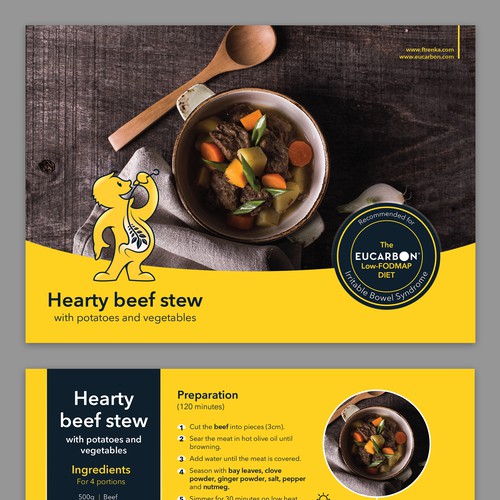 www.ftrenka.com
www.eucarbon.com
Recommended for
The
EUCARBON®
Low-FODMAP
DIET
Irritable Bowel Syndrome
Hearty beef stew
with potatoes and vegetables
Hearty
beef stew
with potatoes and
vegetables
Ingredients
For 4 portions
500g | Beef
Preparation
(120 minutes)
1 Cut the beef into pieces (3cm).
2 Sear the meat in hot olive oil until
browning.
3 Add water until the meat is covered.
4 Season with bay leaves, clove
powder, ginger powder, salt, pepper
and nutmeg.
5 Simmer for 30 minutes on low heat